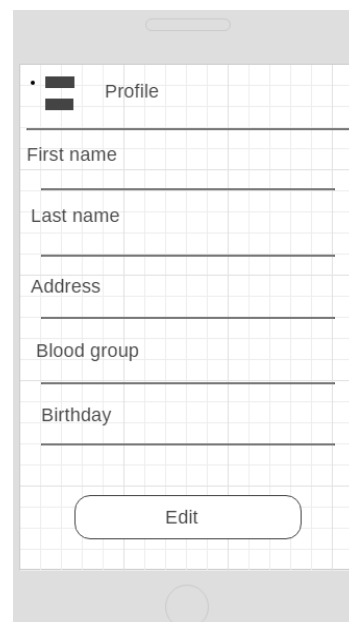 Profile
First name
Last name
Address
Blood group
Birthday
Edit